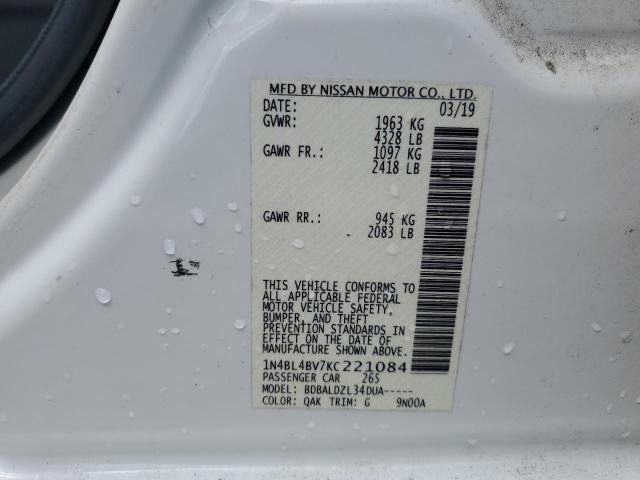 MFD BY NISSAN MOTOR CO., LTD.
DATE: 03/19
GVWR: 1963 KG
4328 LB
GAWR FR.: 1097 KG
2418 LB
GAWR RR.: 945 KG
2083 LB
THIS VEHICLE CONFORMS TO
ALL APPLICABLE FEDERAL
MOTOR VEHICLE SAFETY,
BUMPER, AND THEFT
PREVENTION STANDARDS IN
EFFECT ON THE DATE OF
MANUFACTURE SHOWN ABOVE.
1N4BL4BV7KC221084
PASSENGER CAR 265
MODEL: BDBALDZL34DUA-----
COLOR: QAK TRIM: G 9N00A